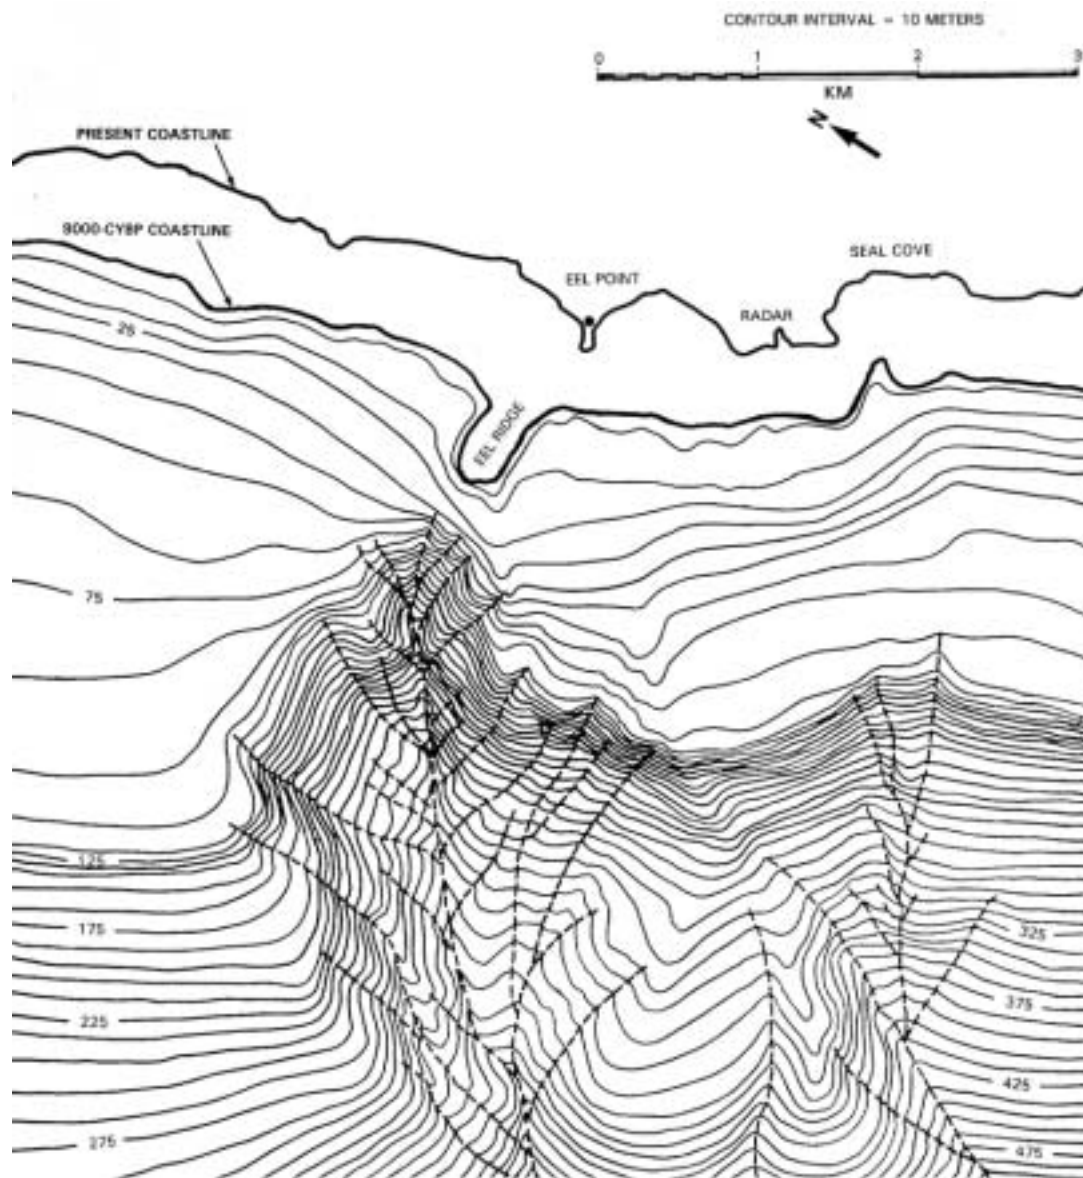 CONTOUR INTERVAL = 10 METERS
0 1 2 3
KM
N
PRESENT COASTLINE
9000-CYBP COASTLINE
SEAL COVE
EEL POINT
RADAR
25
EEL RIDGE
75
125
175
325
375
225
425
275
475